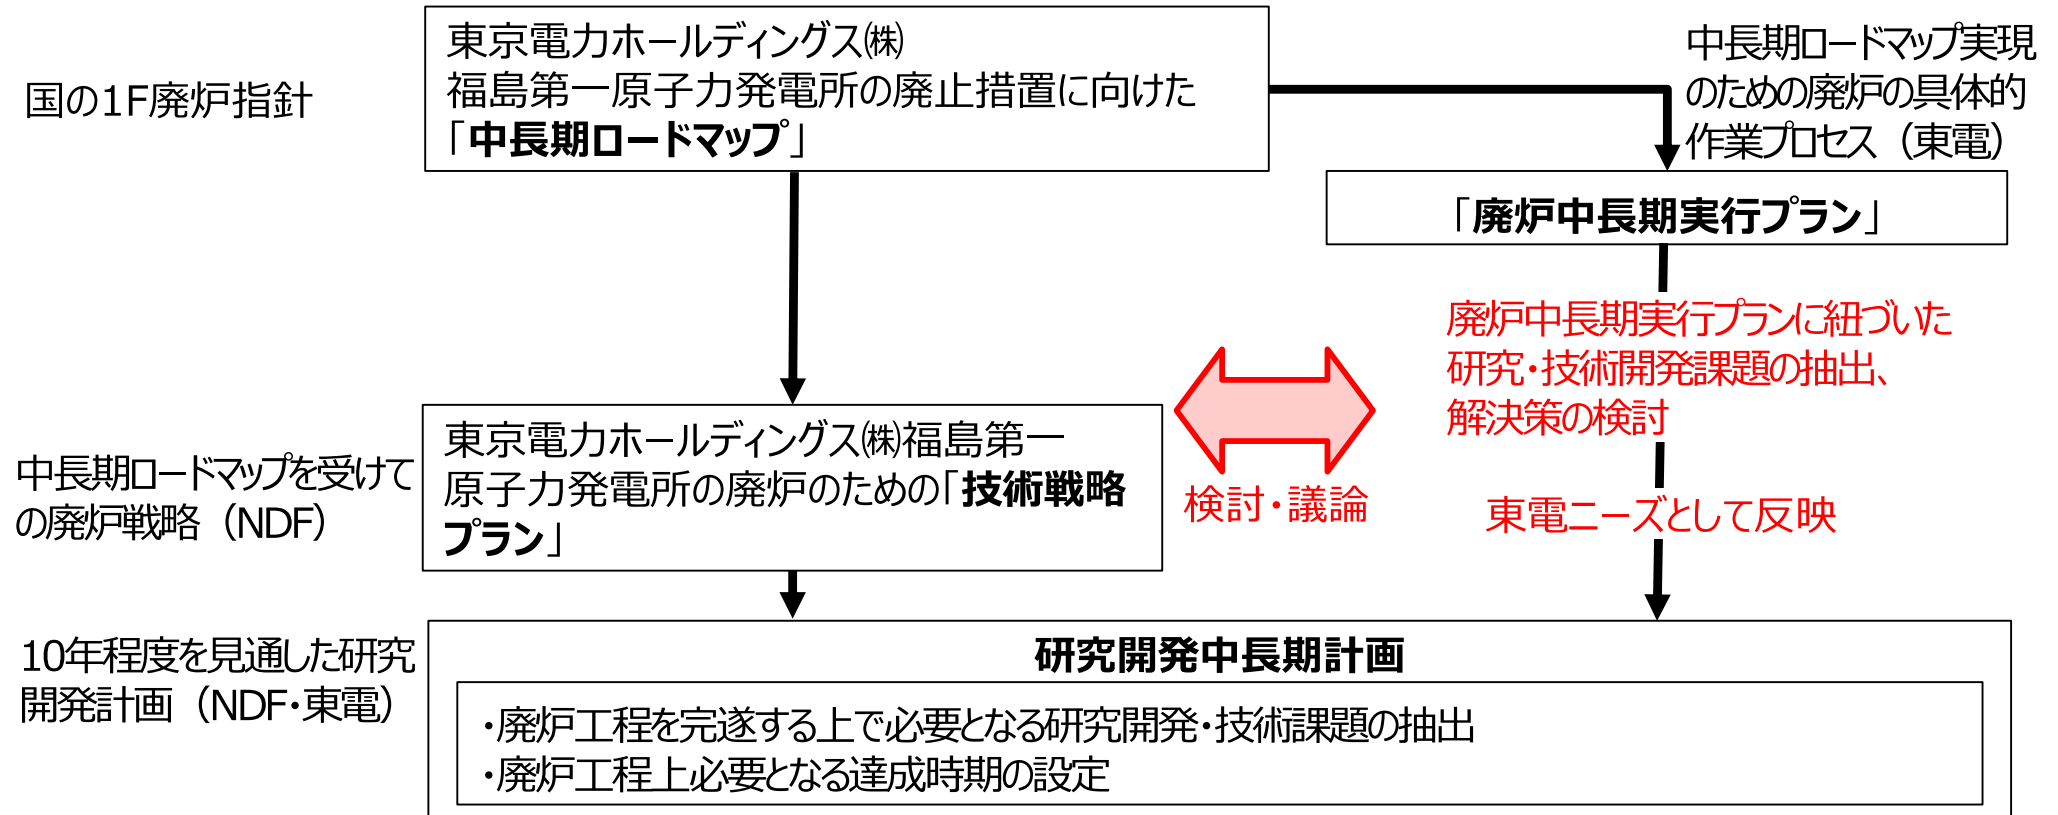 国の1F廃炉指針
東京電力ホールディングス㈱
福島第一原子力発電所の廃止措置に向けた
「中長期ロードマップ」
中長期ロードマップ実現
のための廃炉の具体的
作業プロセス（東電）
「廃炉中長期実行プラン」
廃炉中長期実行プランに紐づいた
研究・技術開発課題の抽出、
解決策の検討
中長期ロードマップを受けて
の廃炉戦略（NDF）
東京電力ホールディングス㈱福島第一
原子力発電所の廃炉のための「技術戦略
プラン」
検討・議論
東電ニーズとして反映
10年程度を見通した研究
開発計画（NDF・東電）
研究開発中長期計画
・廃炉工程を完遂する上で必要となる研究開発・技術課題の抽出
・廃炉工程上必要となる達成時期の設定